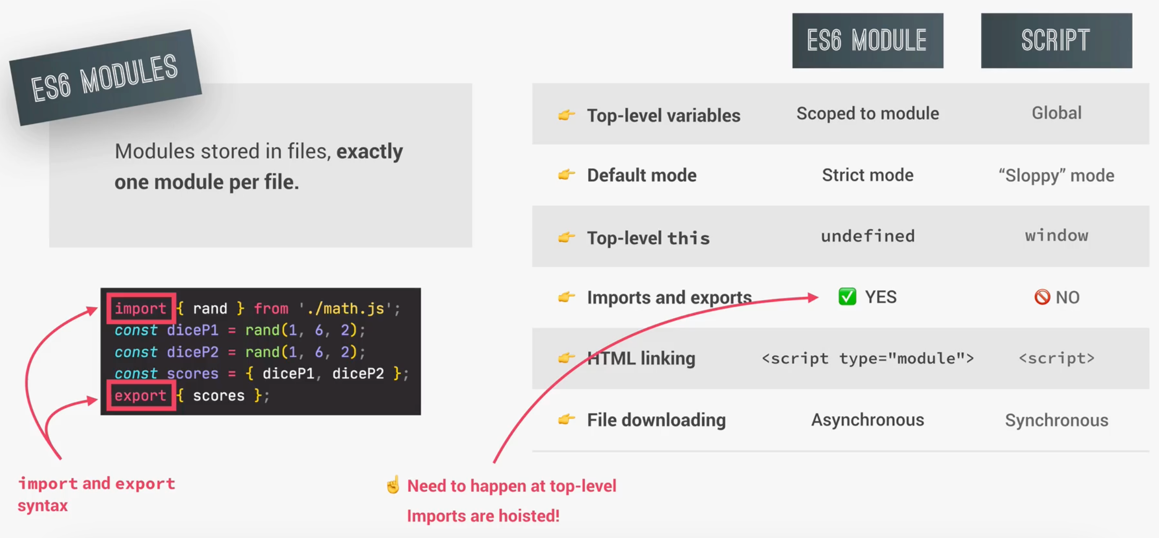 ES6 MODULES
Modules stored in files, exactly
one module per file.
import { rand } from './math.js';
const diceP1 = rand(1, 6, 2);
const diceP2 = rand(1, 6, 2);
const scores = { diceP1, diceP2 };
export { scores };
import and export
syntax
ES6 MODULE SCRIPT
👉 Top-level variables Scoped to module Global
👉 Default mode Strict mode “Sloppy” mode
👉 Top-level this undefined window
👉 Imports and exports ✅ YES 🚫 NO
👉 HTML linking <script type="module"> <script>
👉 File downloading Asynchronous Synchronous
☝️ Need to happen at top-level
Imports are hoisted!